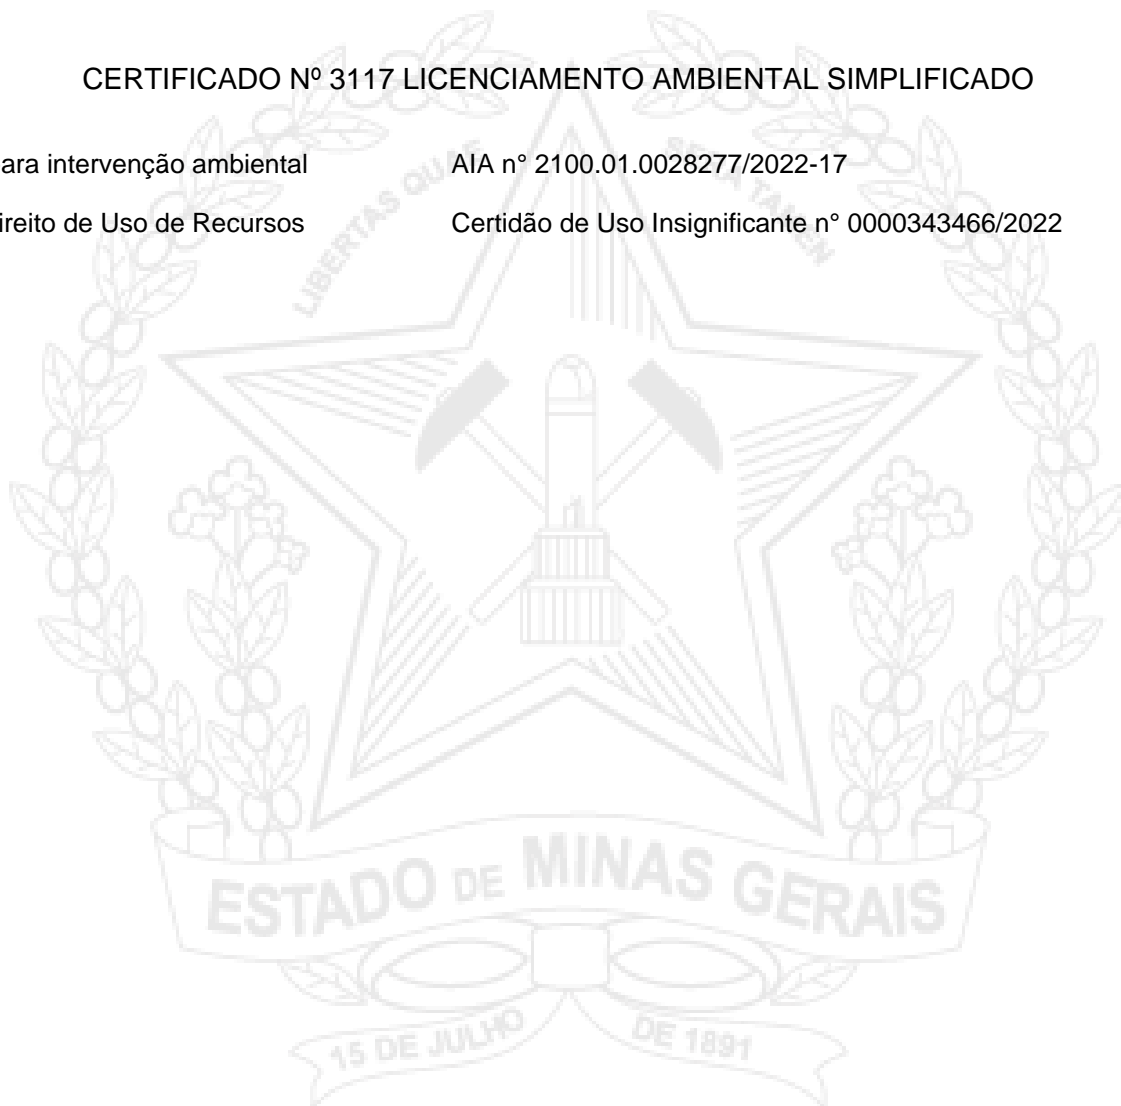 CERTIFICADO Nº 3117 LICENCIAMENTO AMBIENTAL SIMPLIFICADO
ara intervenção ambiental AIA n° 2100.01.0028277/2022-17
ireito de Uso de Recursos Certidão de Uso Insignificante n° 0000343466/2022
LIBERTAS QUAE SERA TAMEN
ESTADO DE MINAS GERAIS
15 DE JULHO DE 1891